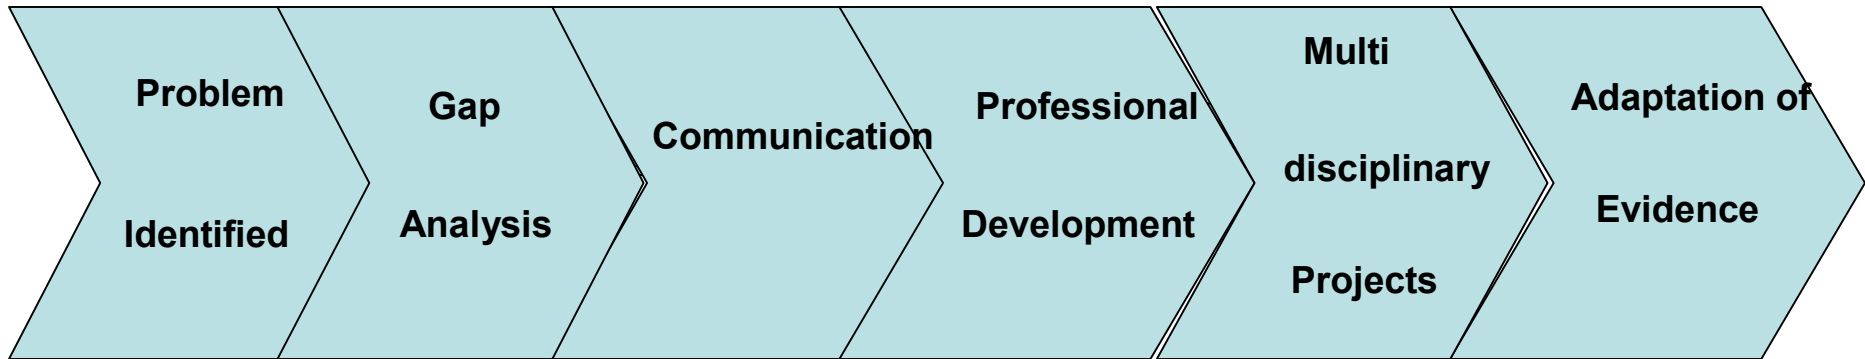 Problem
Identified
Gap
Analysis
Communication
Professional
Development
Multi
disciplinary
Projects
Adaptation of
Evidence